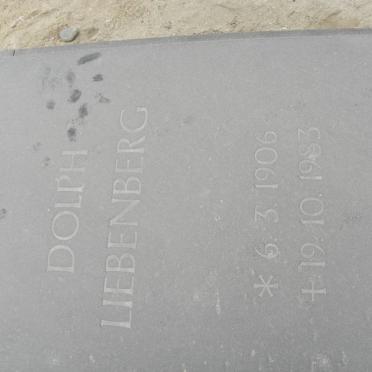 DOLPH
LIEBENBERG
* 6. 3. 1906
+ 19. 10. 1983